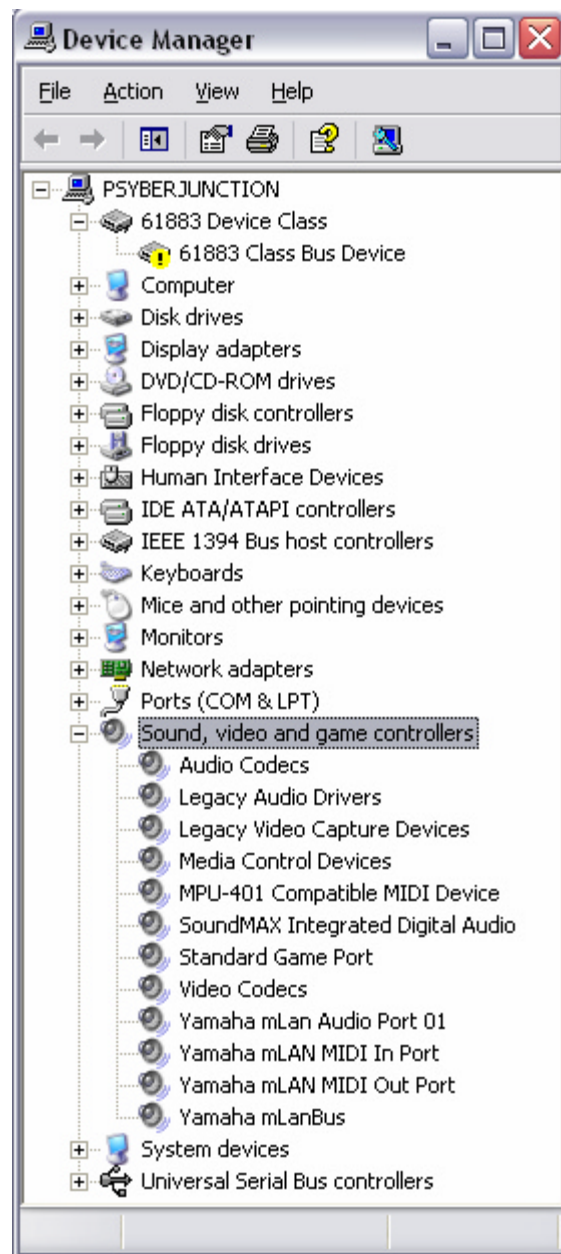 Device Manager
File Action View Help
PSYBERJUNCTION
61883 Device Class
61883 Class Bus Device
Computer
Disk drives
Display adapters
DVD/CD-ROM drives
Floppy disk controllers
Floppy disk drives
Human Interface Devices
IDE ATA/ATAPI controllers
IEEE 1394 Bus host controllers
Keyboards
Mice and other pointing devices
Monitors
Network adapters
Ports (COM & LPT)
Sound, video and game controllers
Audio Codecs
Legacy Audio Drivers
Legacy Video Capture Devices
Media Control Devices
MPU-401 Compatible MIDI Device
SoundMAX Integrated Digital Audio
Standard Game Port
Video Codecs
Yamaha mLan Audio Port 01
Yamaha mLAN MIDI In Port
Yamaha mLAN MIDI Out Port
Yamaha mLanBus
System devices
Universal Serial Bus controllers